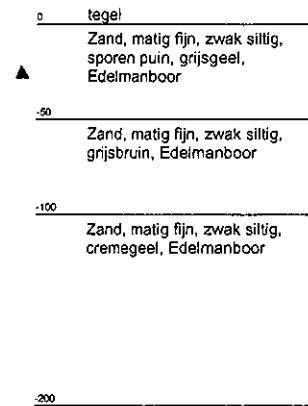 0 tegel
Zand, matig fijn, zwak siltig,
sporen puin, grijsgeel,
Edelmanboor
-50
Zand, matig fijn, zwak siltig,
grijsbruin, Edelmanboor
-100
Zand, matig fijn, zwak siltig,
cremegeel, Edelmanboor
-200